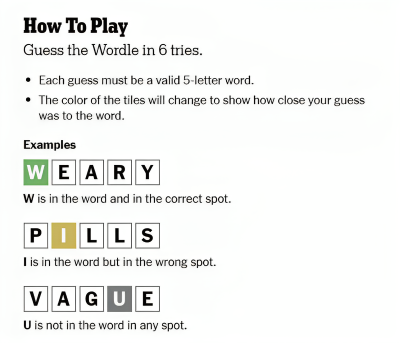 How To Play
Guess the Wordle in 6 tries.
• Each guess must be a valid 5-letter word.
• The color of the tiles will change to show how close your guess
was to the word.
Examples
W E A R Y
W is in the word and in the correct spot.
P I L L S
I is in the word but in the wrong spot.
V A G U E
U is not in the word in any spot.